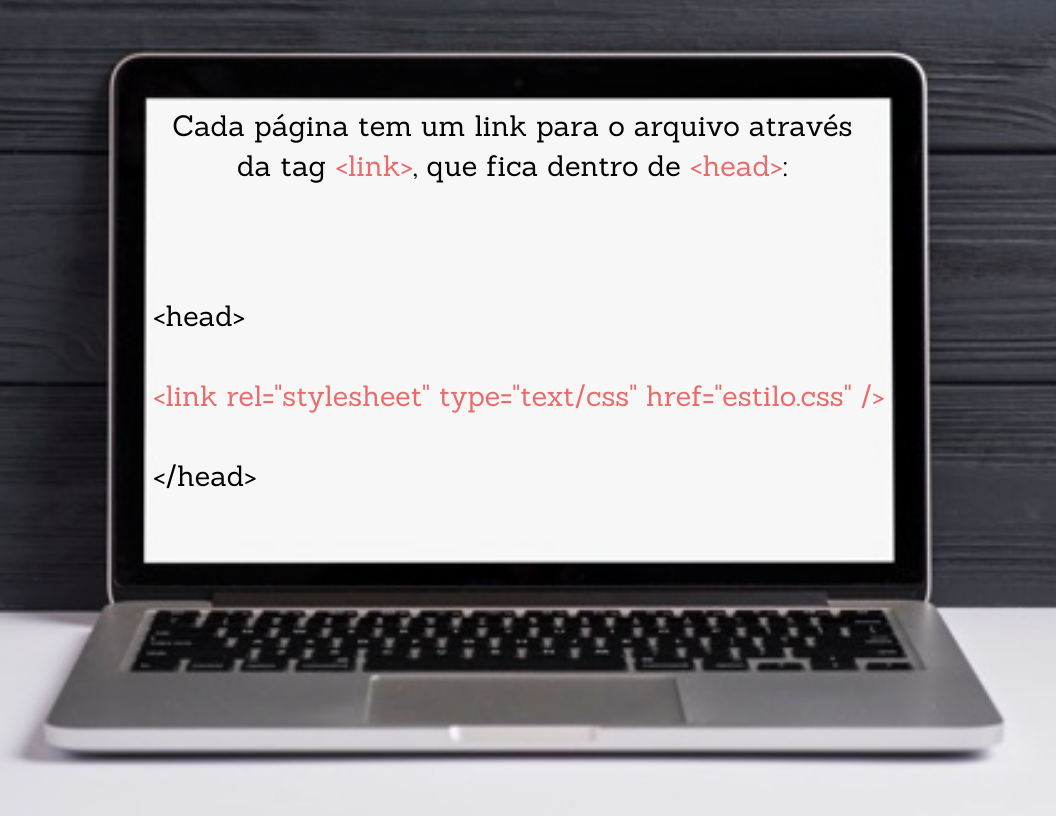 Cada página tem um link para o arquivo através
da tag <link>, que fica dentro de <head>:
<head>
<link rel="stylesheet" type="text/css" href="estilo.css" />
</head>